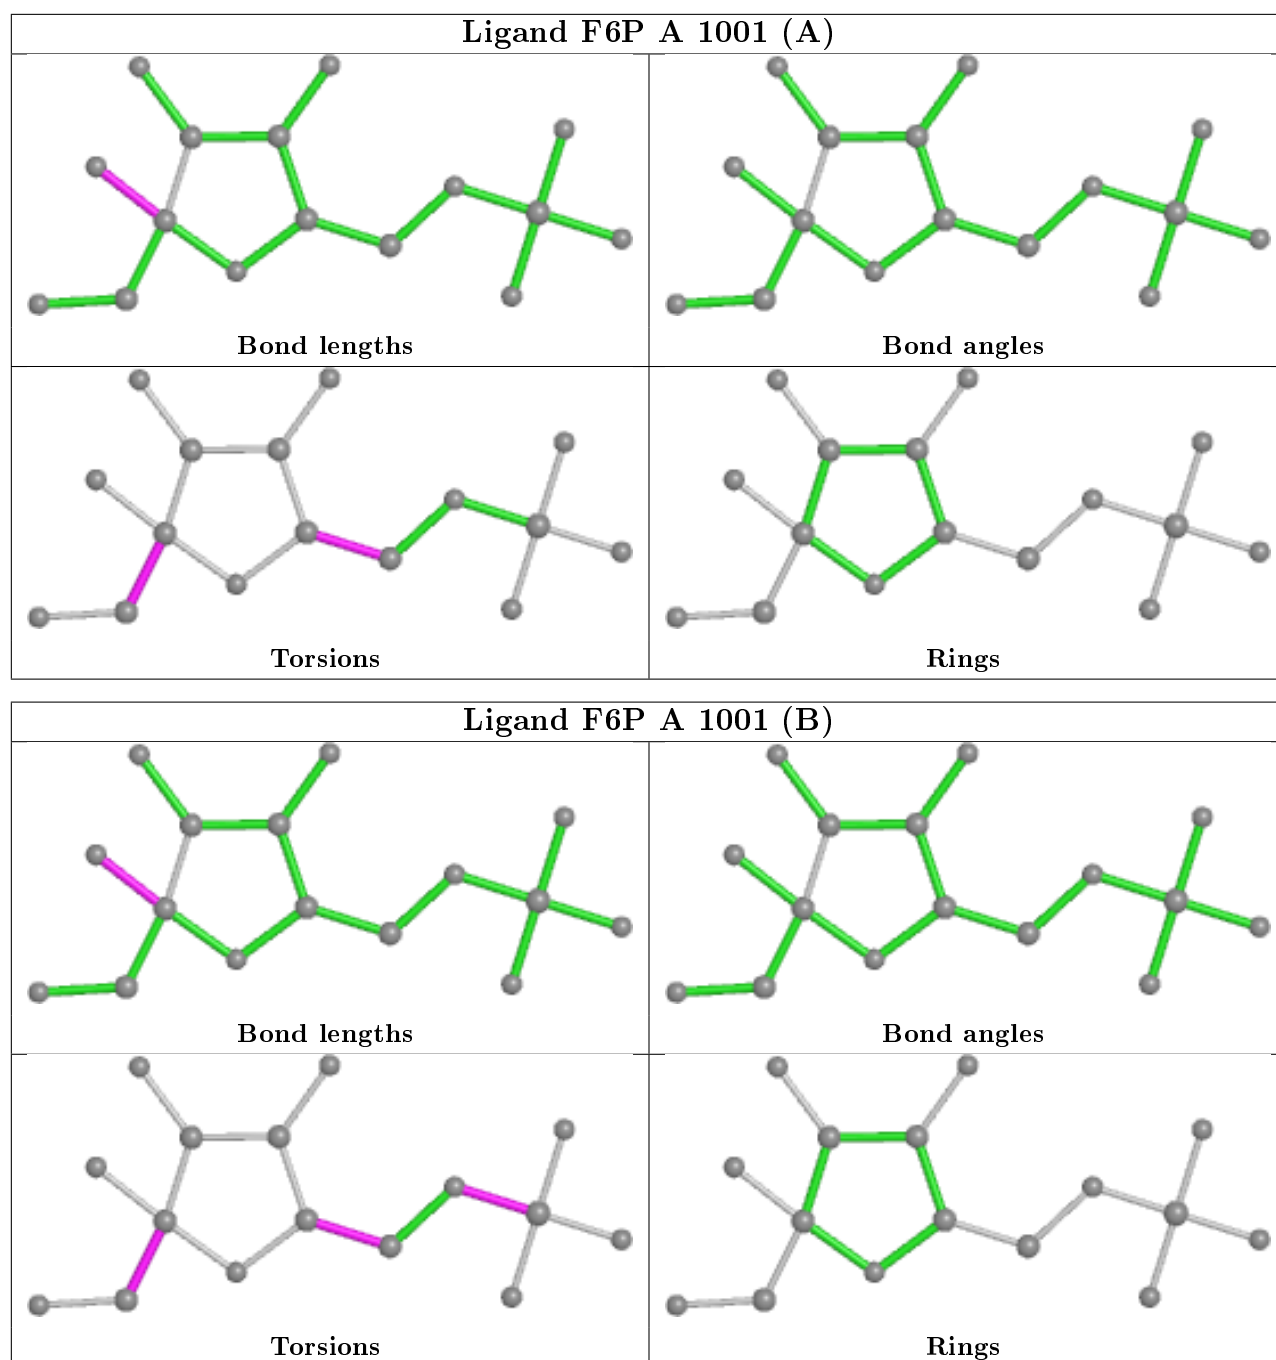 Ligand F6P A 1001 (A)
Bond lengths
Bond angles
Torsions
Rings
Ligand F6P A 1001 (B)
Bond lengths
Bond angles
Torsions
Rings